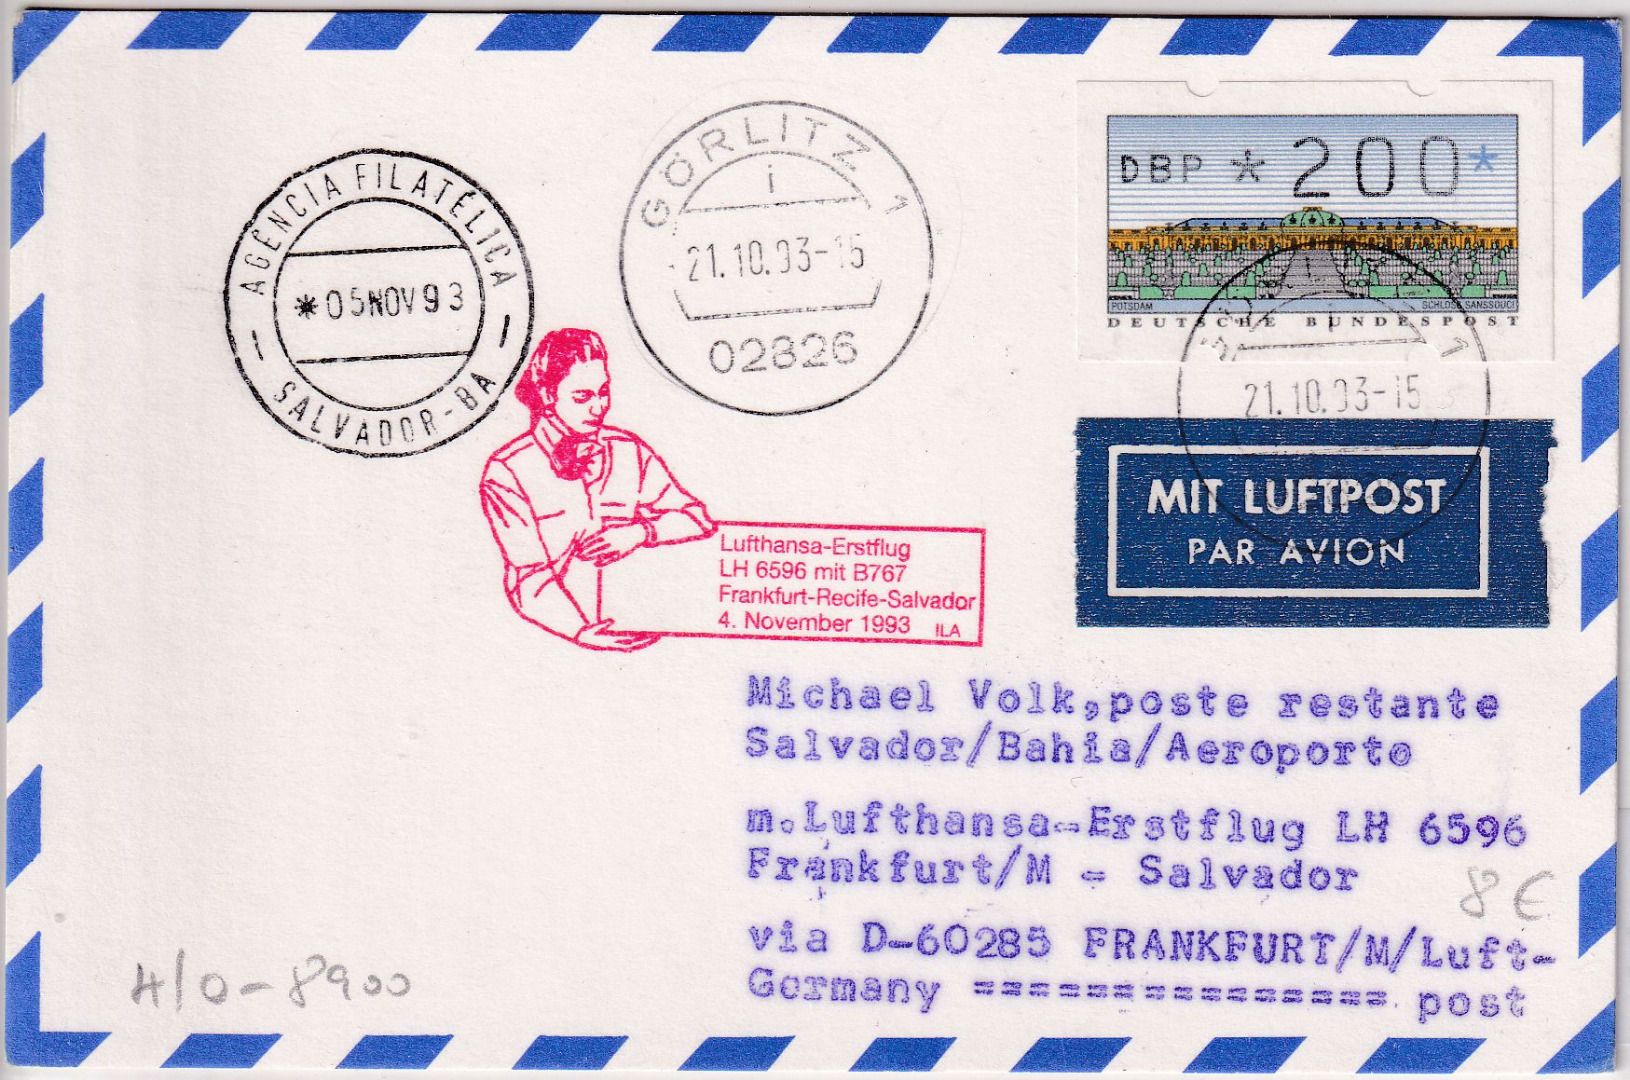 AGÊNCIA FILATÉLICA
*05NOV93
SALVADOR-BA
GÖRLITZ 1
i
21.10.93-15
02826
DBP * 200*
POTSDAM SCHLOSS SANSSOUCI
DEUTSCHE BUNDESPOST
21.10.93-15
MIT LUFTPOST
PAR AVION
Lufthansa-Erstflug
LH 6596 mit B767
Frankfurt-Recife-Salvador
4. November 1993 ILA
Michael Volk,poste restante
Salvador/Bahia/Aeroporto
m.Lufthansa-Erstflug LH 6596
Frankfurt/M = Salvador
8 €
via D-60285 FRANKFURT/M/Luft-
Germany =============== post
H/O-8900